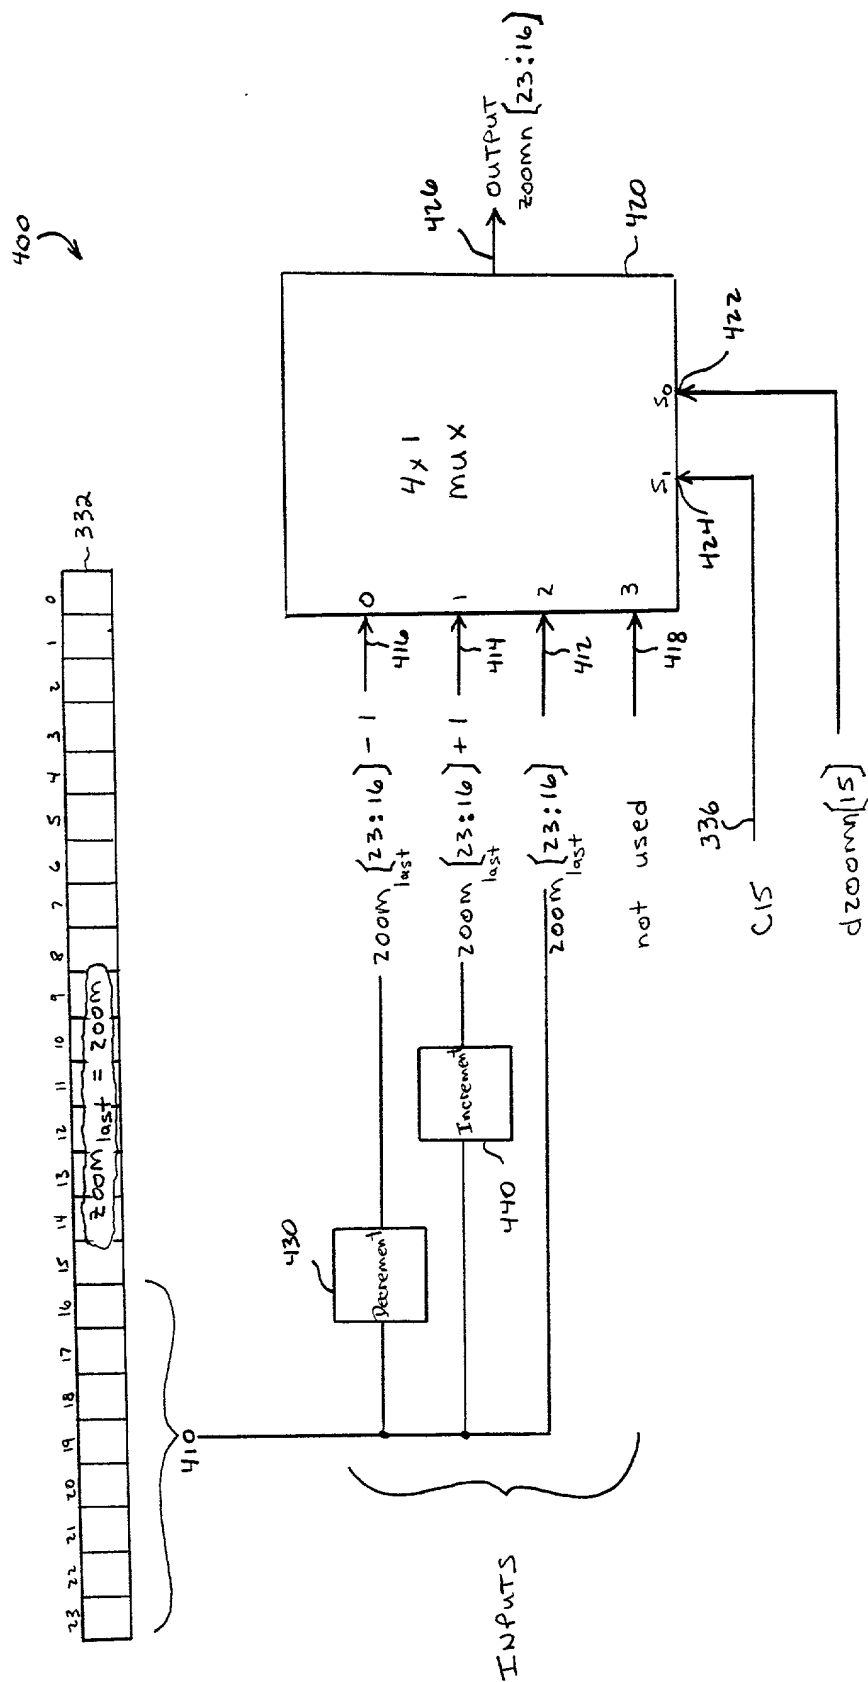 400
23 22 21 20 19 18 17 16 15 14 13 12 11 10 9 8 7 6 5 4 3 2 1 0
zoom last = zoom
332
410
INPUTS
430
Decrement
zoom last [23:16] - 1
416
0
440
Increment
zoom last [23:16] + 1
414
1
zoom last [23:16]
412
2
not used
418
3
4x1
mux
426
OUTPUT
zoomn [23:16]
420
S1
S0
424
422
C15
336
dzoomn[15]